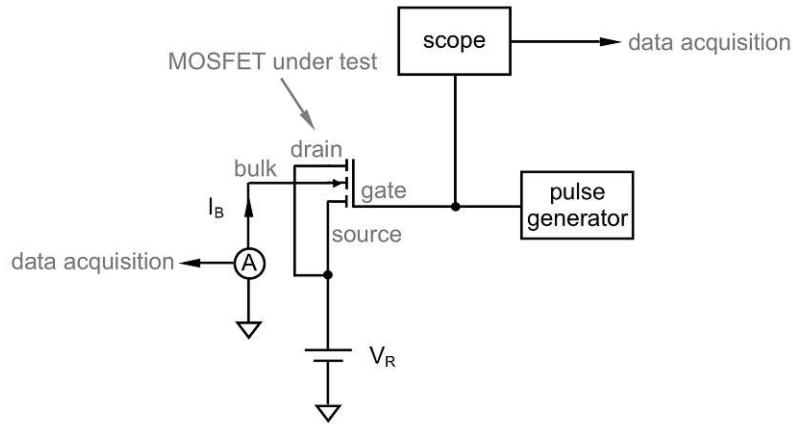 scope
data acquisition
MOSFET under test
drain
bulk
gate
pulse
generator
I_B
source
data acquisition
A
V_R